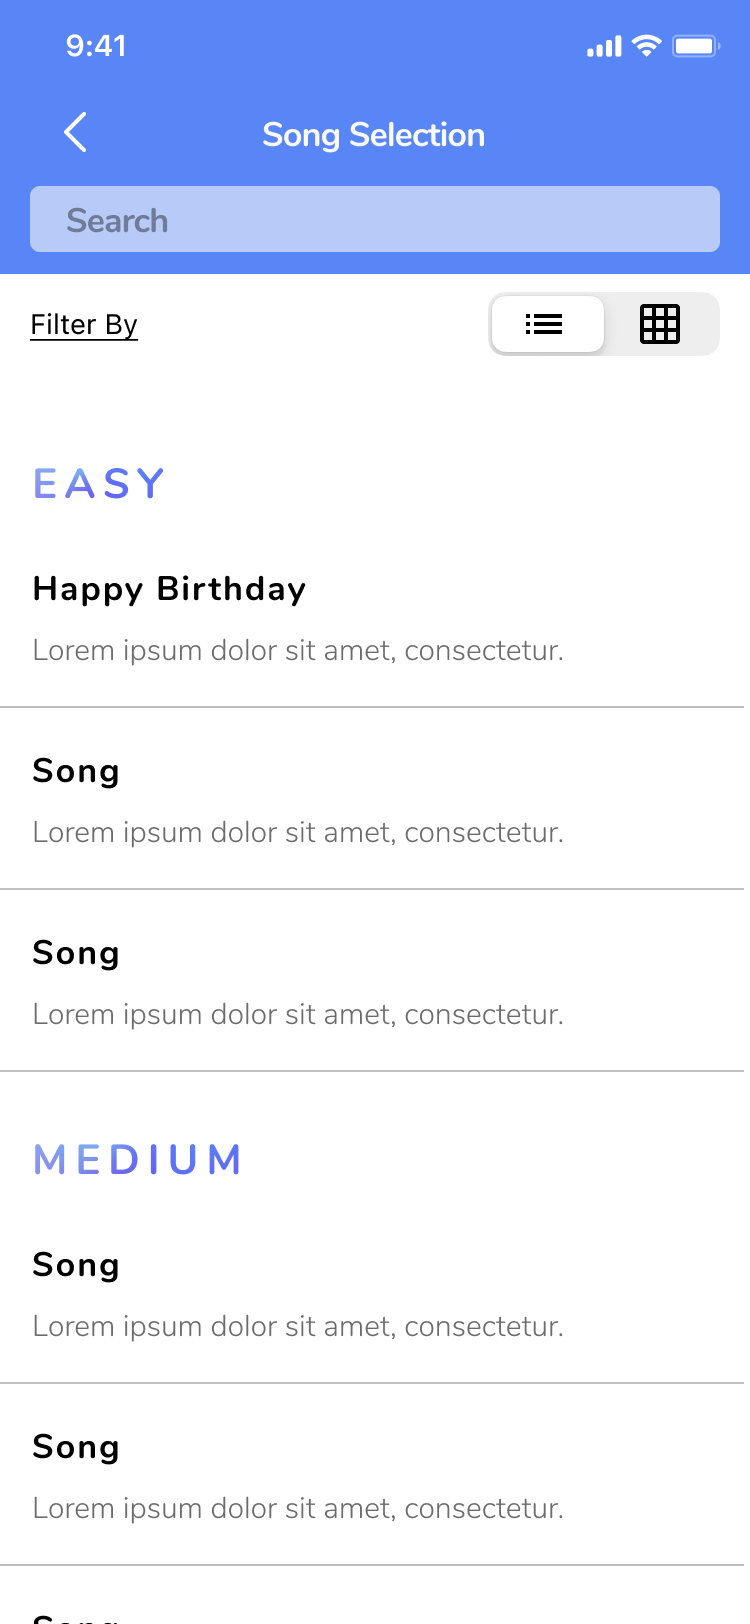 9:41
Song Selection
Search
Filter By
EASY
Happy Birthday
Lorem ipsum dolor sit amet, consectetur.
Song
Lorem ipsum dolor sit amet, consectetur.
Song
Lorem ipsum dolor sit amet, consectetur.
MEDIUM
Song
Lorem ipsum dolor sit amet, consectetur.
Song
Lorem ipsum dolor sit amet, consectetur.